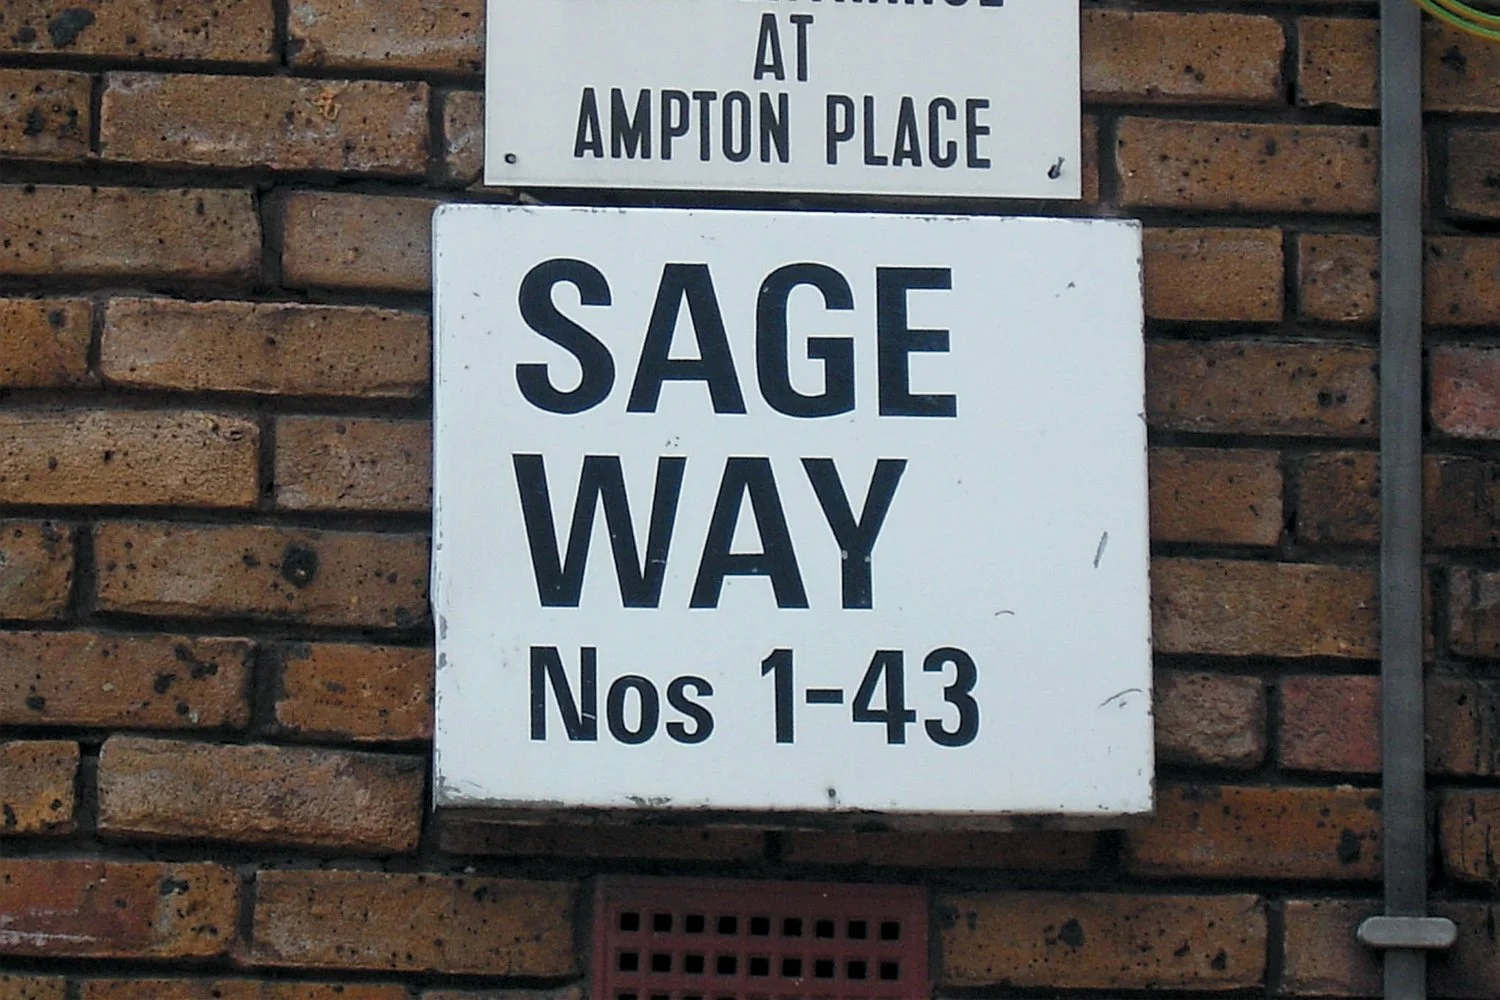 AT
AMPTON PLACE
SAGE
WAY
Nos 1-43